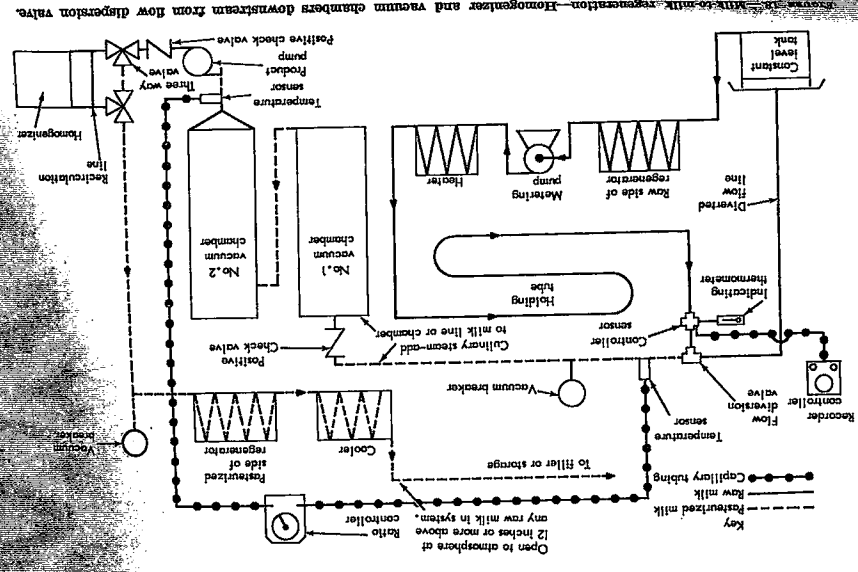 Key
Pasteurized milk
Raw milk
Capillary tubing
Open to atmosphere at
12 inches or more above
any raw milk in system.
Ratio
controller
To filler or storage
Cooler
Pasteurized
side of
regenerator
Vacuum
breaker
Recorder
controller
Flow
diversion
valve
Temperature
sensor
Vacuum breaker
Culinary steam-add
to milk line or chamber
Positive
Check valve
Indicating
thermometer
Controller
sensor
Holding
tube
No. 1
vacuum
chamber
No. 2
vacuum
chamber
Diverted
flow
line
Raw side of
regenerator
Metering
pump
Heater
Recirculation
line
Homogenizer
Constant
level
tank
Temperature
sensor
Product
pump
Three way
valve
Positive check valve
FIGURE 18.—Milk-to-milk regeneration—Homogenizer and vacuum chambers downstream from flow dispersion valve.